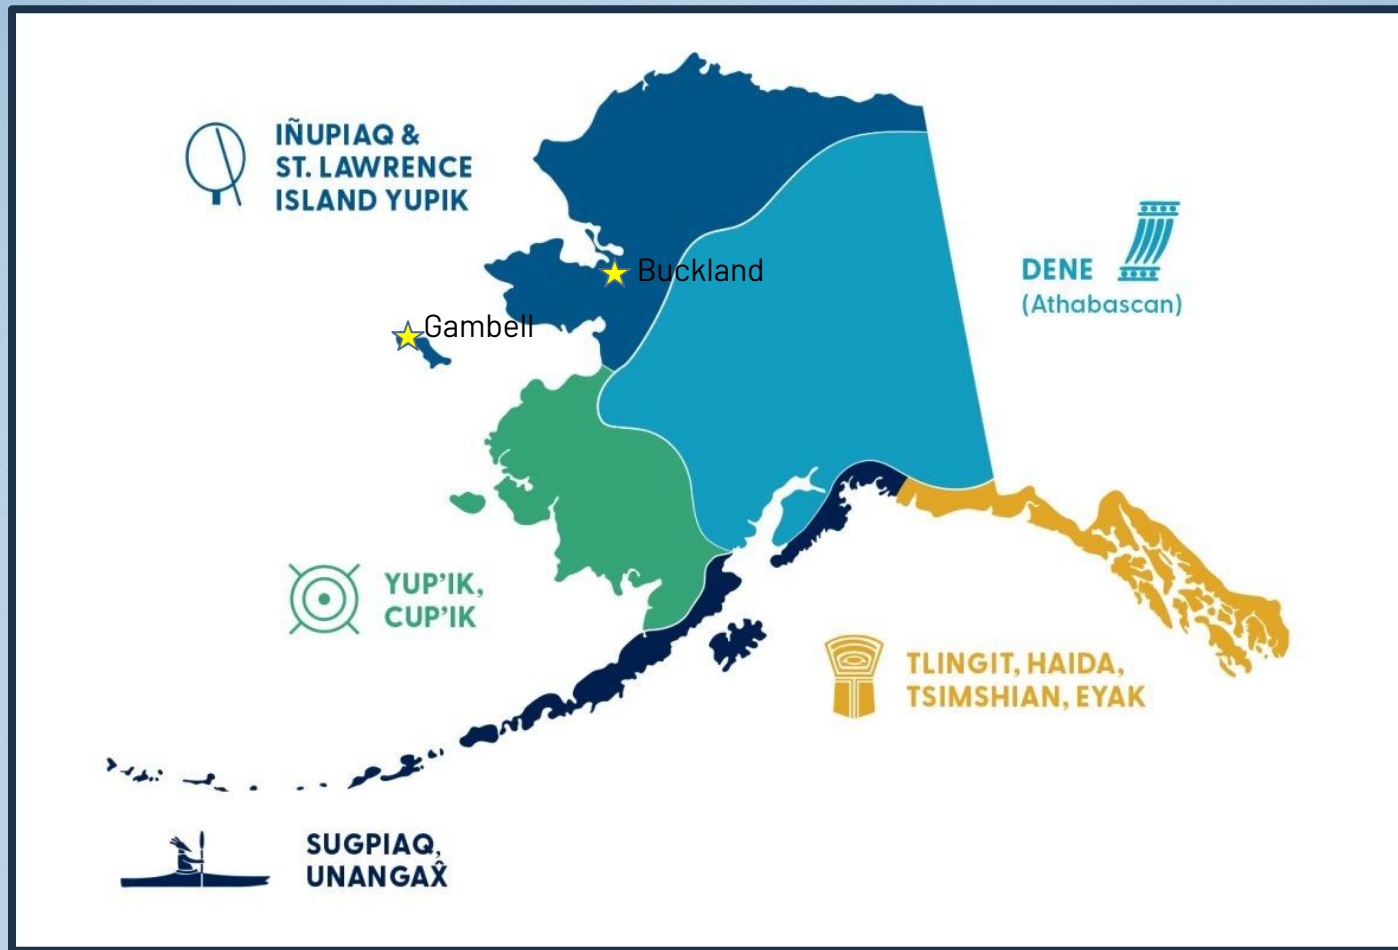 IÑUPIAQ &
ST. LAWRENCE
ISLAND YUPIK
DENE
(Athabascan)
Buckland
Gambell
YUP’IK,
CUP’IK
TLINGIT, HAIDA,
TSIMSHIAN, EYAK
SUGPIAQ,
UNANGAX̂